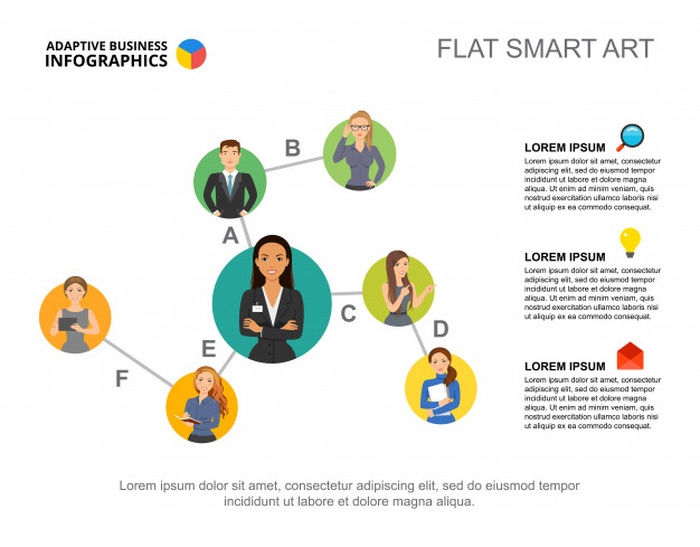 ADAPTIVE BUSINESS
INFOGRAPHICS
FLAT SMART ART
A
B
C
D
E
F
LOREM IPSUM
Lorem ipsum dolor sit amet, consectetur
adipiscing elit, sed do eiusmod tempor
incididunt ut labore et dolore magna
aliqua. Ut enim ad minim veniam, quis
nostrud exercitation ullamco laboris nisi ut
aliquip ex ea commodo consequat.
LOREM IPSUM
Lorem ipsum dolor sit amet, consectetur
adipiscing elit, sed do eiusmod tempor
incididunt ut labore et dolore magna
aliqua. Ut enim ad minim veniam, quis
nostrud exercitation ullamco laboris nisi ut
aliquip ex ea commodo consequat.
LOREM IPSUM
Lorem ipsum dolor sit amet, consectetur
adipiscing elit, sed do eiusmod tempor
incididunt ut labore et dolore magna
aliqua. Ut enim ad minim veniam, quis
nostrud exercitation ullamco laboris nisi ut
aliquip ex ea commodo consequat.
Lorem ipsum dolor sit amet, consectetur adipiscing elit, sed do eiusmod tempor
incididunt ut labore et dolore magna aliqua.